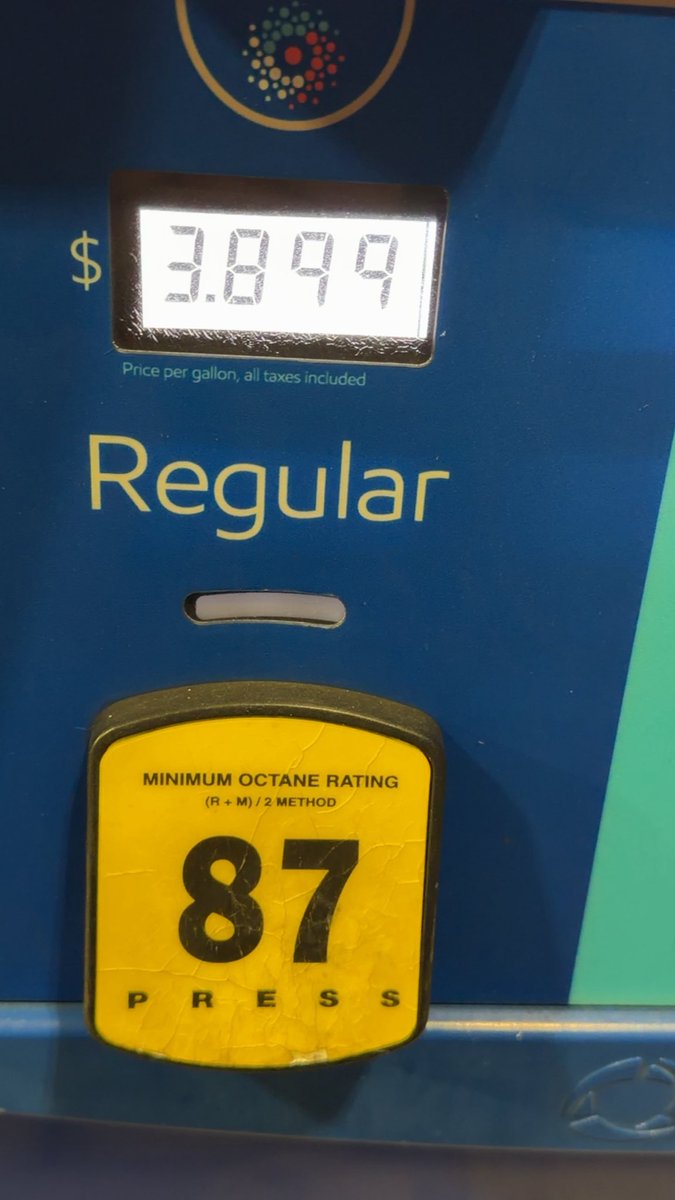 $ 3.899
Price per gallon, all taxes included
Regular
MINIMUM OCTANE RATING
(R + M) / 2 METHOD
87
PRESS